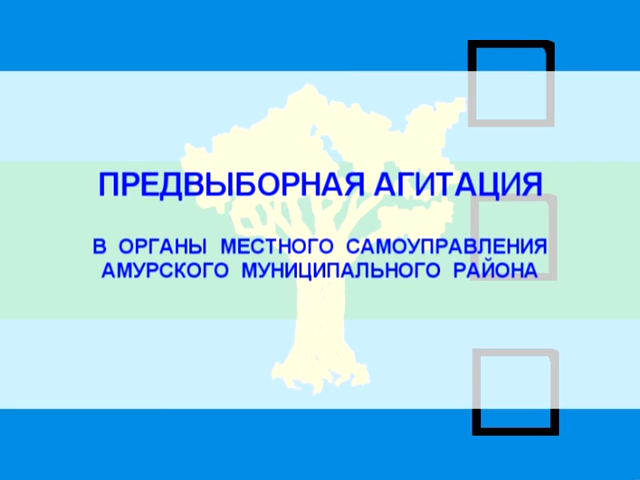 ПРЕДВЫБОРНАЯ АГИТАЦИЯ
В ОРГАНЫ МЕСТНОГО САМОУПРАВЛЕНИЯ
АМУРСКОГО МУНИЦИПАЛЬНОГО РАЙОНА